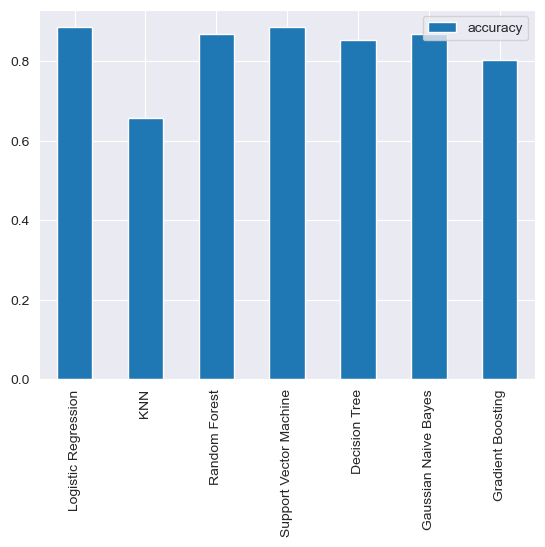 accuracy
0.8
0.6
0.4
0.2
0.0
Logistic Regression
KNN
Random Forest
Support Vector Machine
Decision Tree
Gaussian Naive Bayes
Gradient Boosting